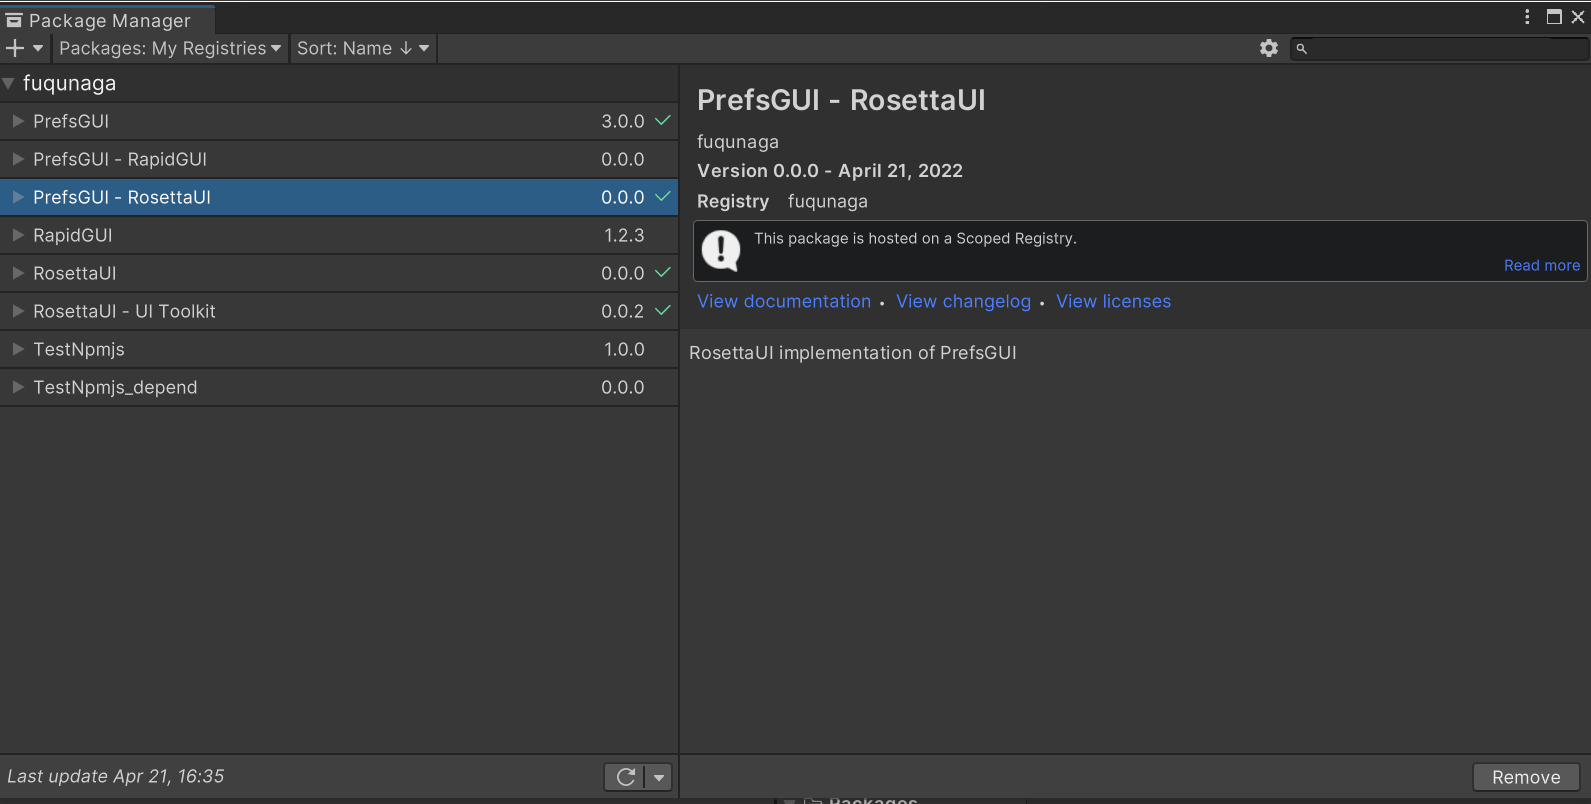 Package Manager
Packages: My Registries Sort: Name ↓
fuqunaga
PrefsGUI 3.0.0
PrefsGUI - RapidGUI 0.0.0
PrefsGUI - RosettaUI 0.0.0
RapidGUI 1.2.3
RosettaUI 0.0.0
RosettaUI - UI Toolkit 0.0.2
TestNpmjs 1.0.0
TestNpmjs_depend 0.0.0
Last update Apr 21, 16:35
PrefsGUI - RosettaUI
fuqunaga
Version 0.0.0 - April 21, 2022
Registry fuqunaga
This package is hosted on a Scoped Registry.
Read more
View documentation • View changelog • View licenses
RosettaUI implementation of PrefsGUI
Remove
Packages